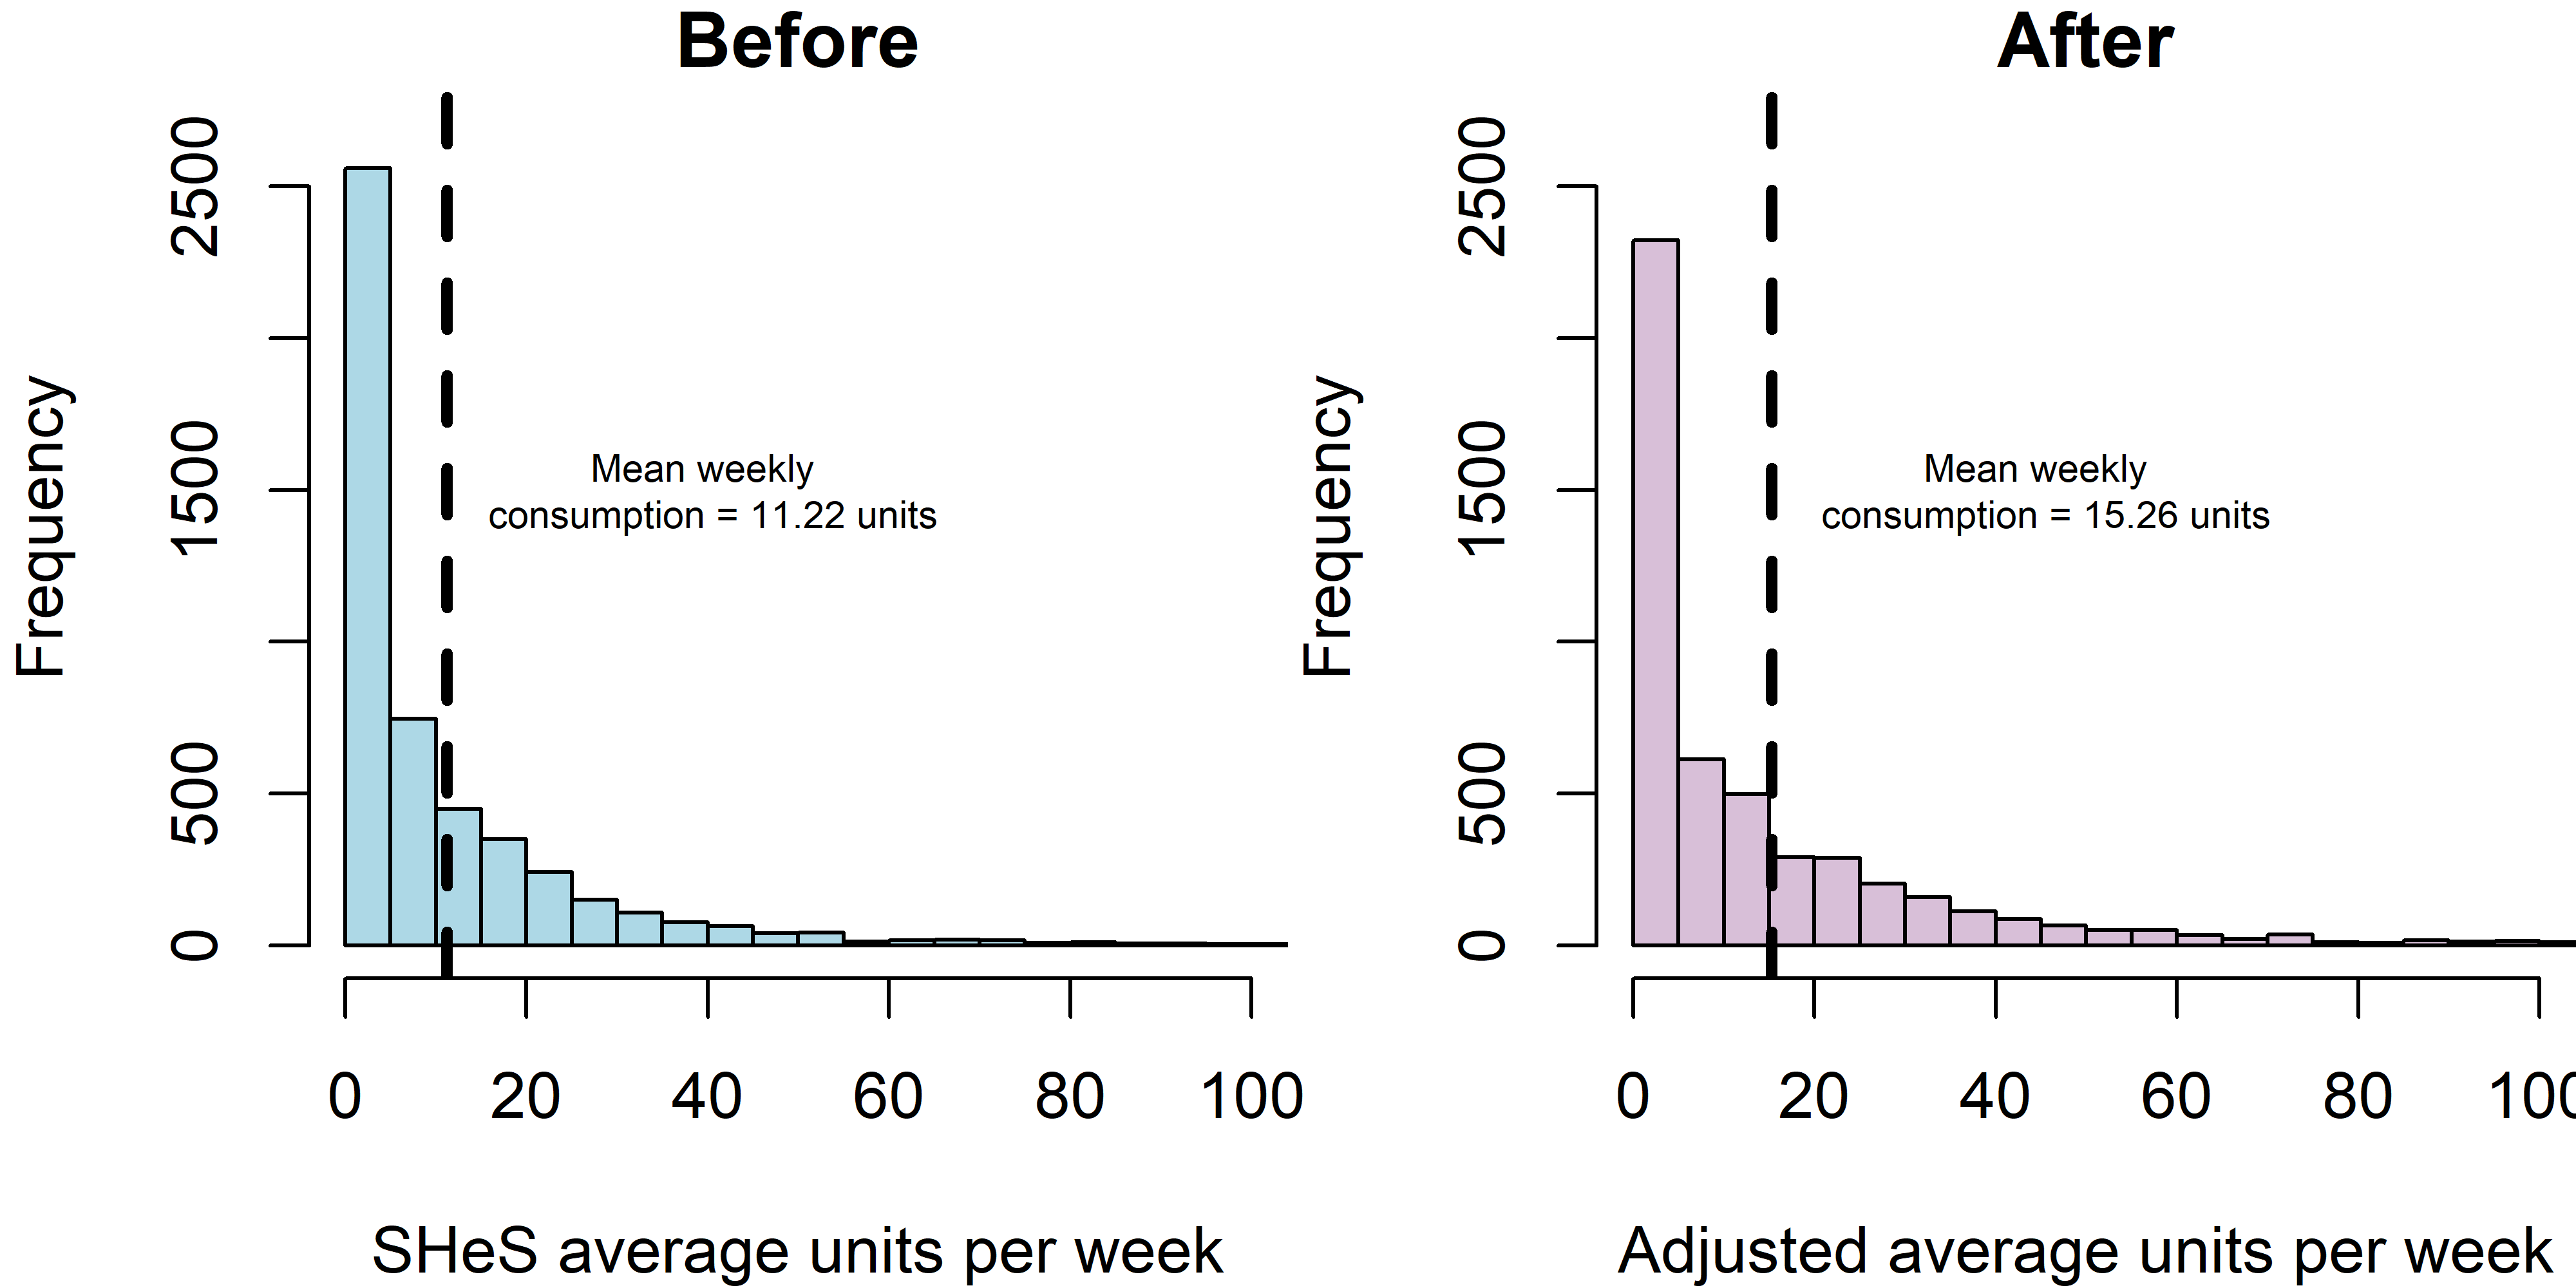 Before
Frequency
2500
1500
500
0
Mean weekly
consumption = 11.22 units
0 20 40 60 80 100
SHeS average units per week
After
Frequency
2500
1500
500
0
Mean weekly
consumption = 15.26 units
0 20 40 60 80 100
Adjusted average units per week